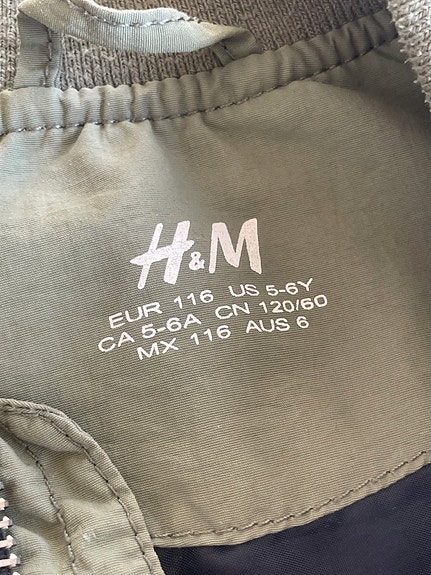 H&M
EUR 116 US 5-6Y
CA 5-6A CN 120/60
MX 116 AUS 6